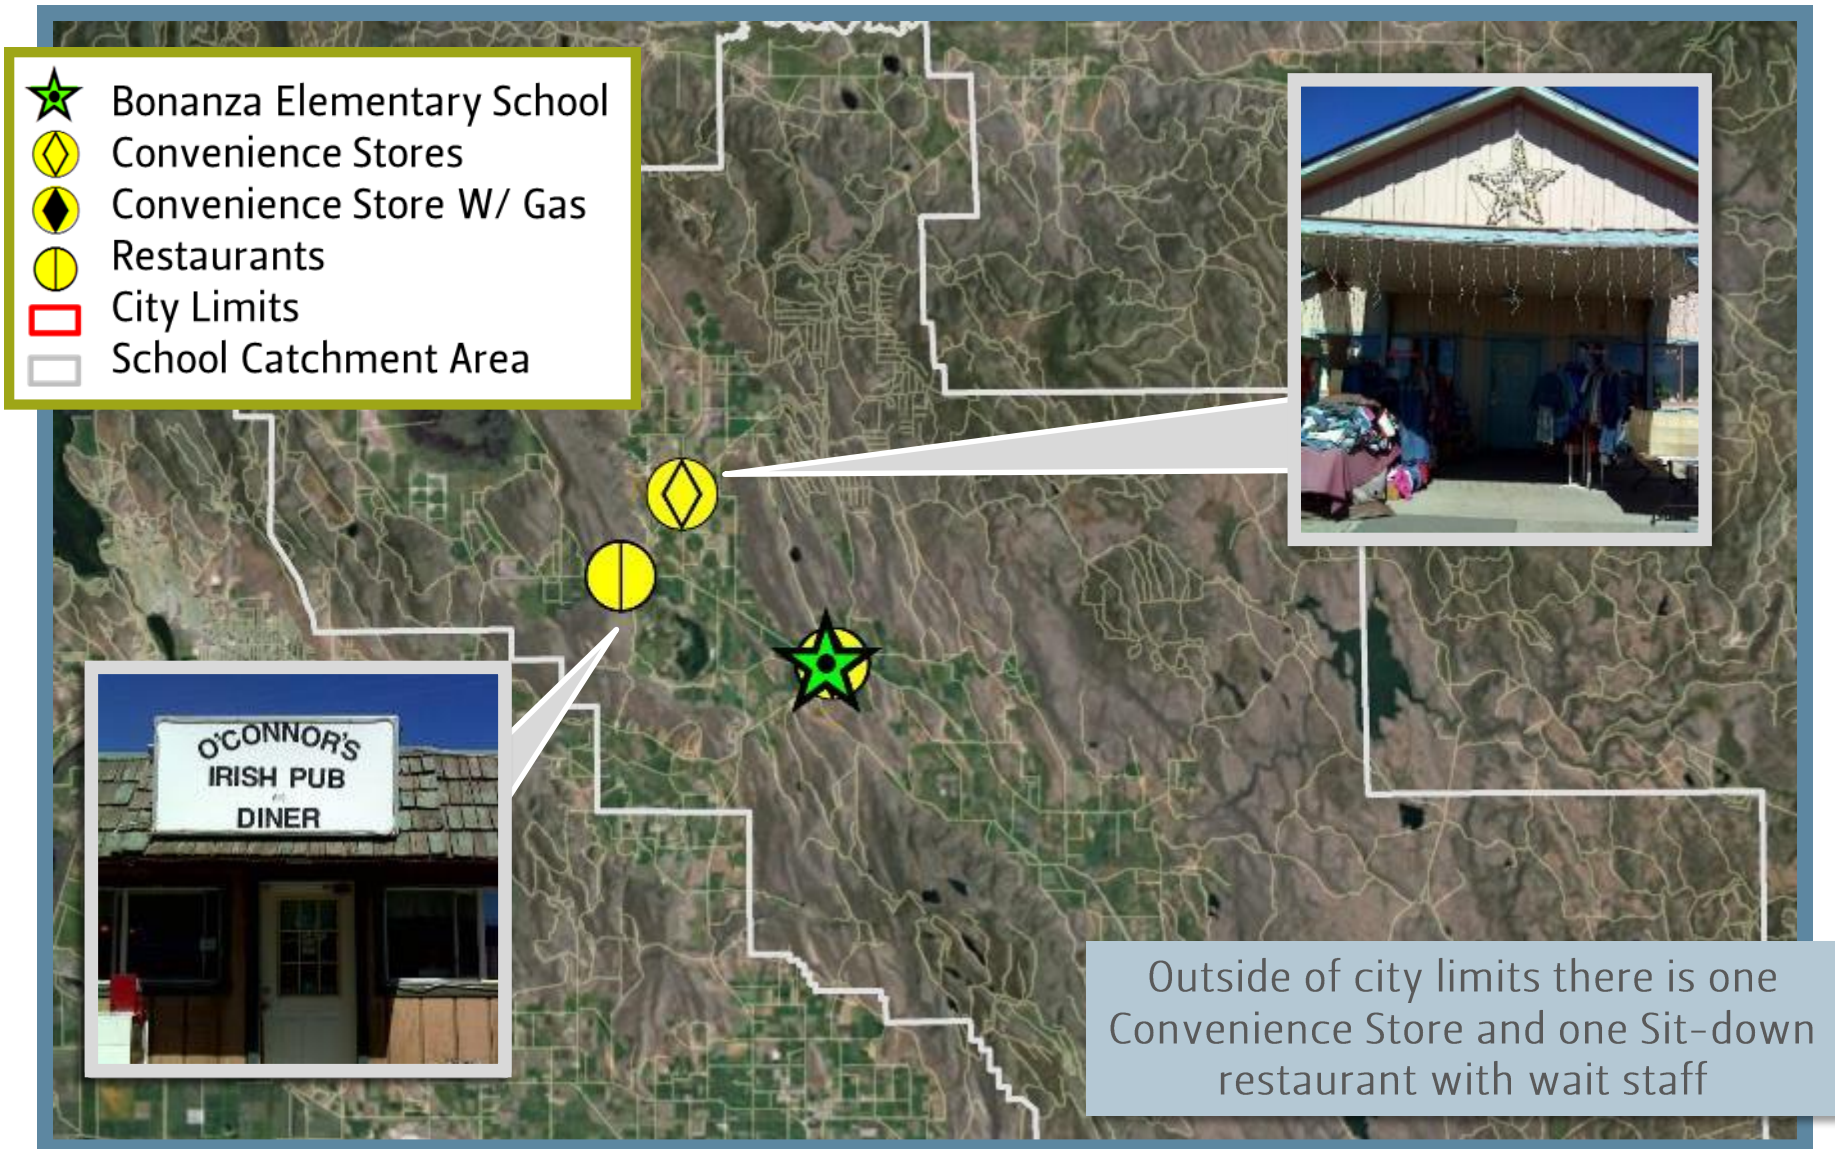 Bonanza Elementary School
Convenience Stores
Convenience Store W/ Gas
Restaurants
City Limits
School Catchment Area
O'CONNOR'S
IRISH PUB
DINER
Outside of city limits there is one
Convenience Store and one Sit-down
restaurant with wait staff